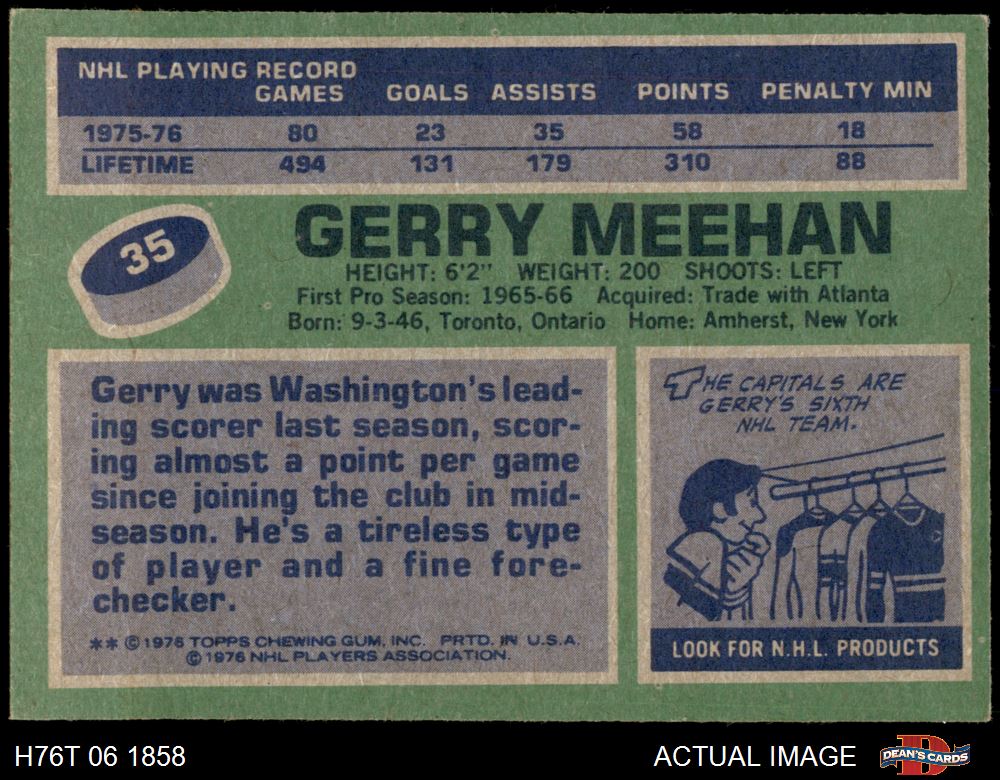 NHL PLAYING RECORD
GAMES GOALS ASSISTS POINTS PENALTY MIN
1975-76 80 23 35 58 18
LIFETIME 494 131 179 310 88
35
GERRY MEEHAN
HEIGHT: 6'2" WEIGHT: 200 SHOOTS: LEFT
First Pro Season: 1965-66 Acquired: Trade with Atlanta
Born: 9-3-46, Toronto, Ontario Home: Amherst, New York
Gerry was Washington's lead-
ing scorer last season, scor-
ing almost a point per game
since joining the club in mid-
season. He's a tireless type
of player and a fine fore-
checker.
** © 1976 TOPPS CHEWING GUM, INC. PRTD. IN U.S.A.
© 1976 NHL PLAYERS ASSOCIATION.
THE CAPITALS ARE
GERRY'S SIXTH
NHL TEAM.
LOOK FOR N.H.L. PRODUCTS
H76T 06 1858 ACTUAL IMAGE DEAN'S CARDS